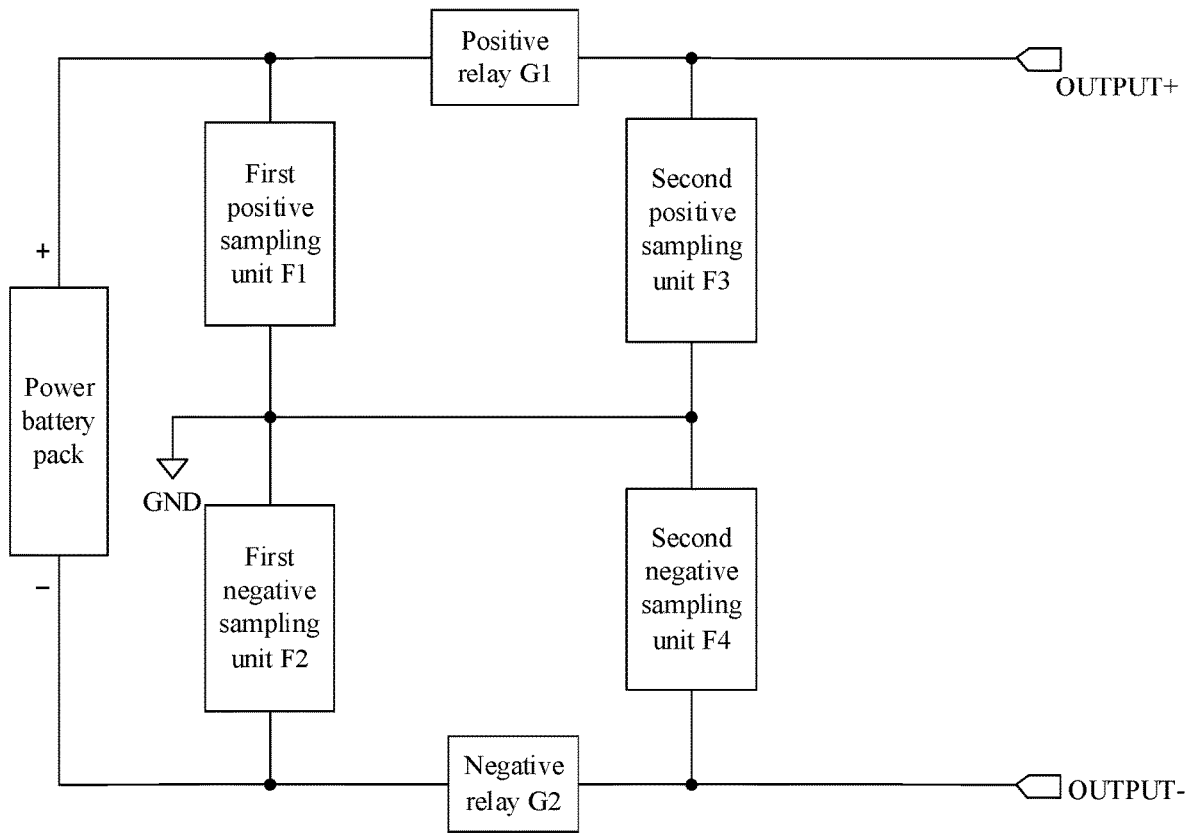 Positive
relay G1
OUTPUT+
First
positive
sampling
unit F1
Second
positive
sampling
unit F3
+
Power
battery
pack
GND
−
First
negative
sampling
unit F2
Second
negative
sampling
unit F4
Negative
relay G2
OUTPUT-